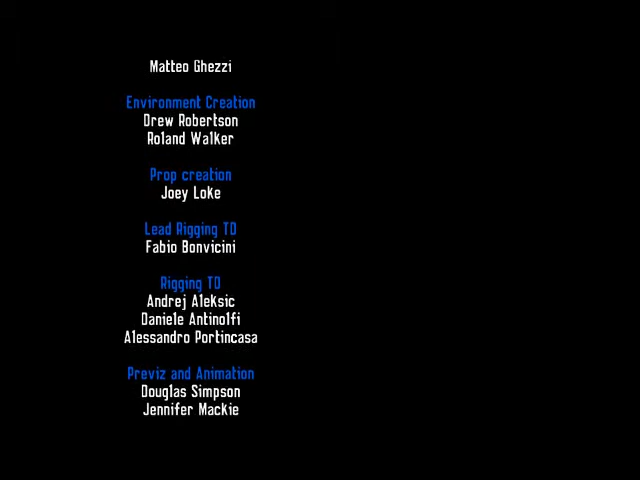 Matteo Ghezzi
Environment Creation
Drew Robertson
Roland Walker
Prop creation
Joey Loke
Lead Rigging TD
Fabio Bonvicini
Rigging TD
Andrej Aleksic
Daniele Antinolfi
Alessandro Portincasa
Previz and Animation
Douglas Simpson
Jennifer Mackie